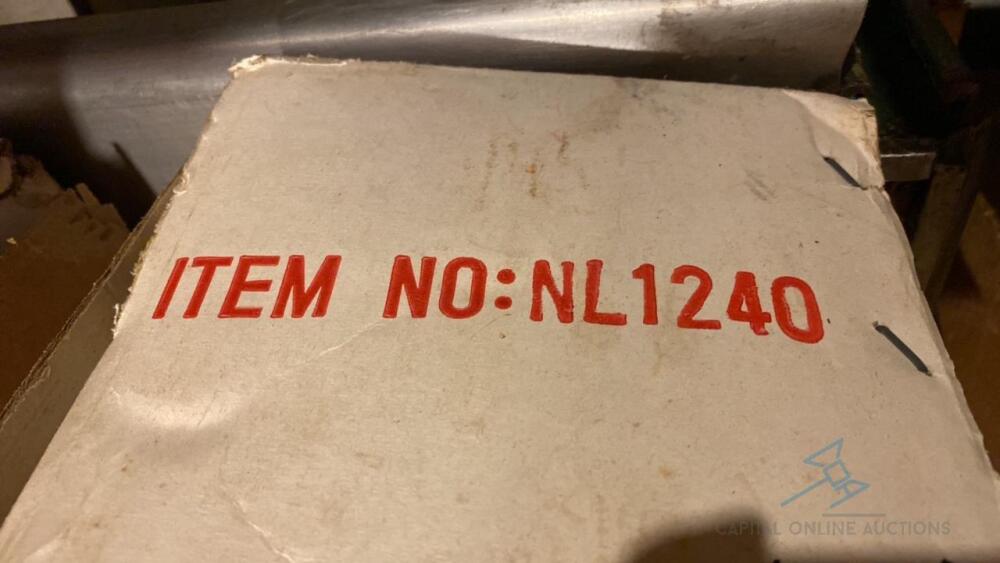 ITEM NO:NL1240
CAPITAL ONLINE AUCTIONS